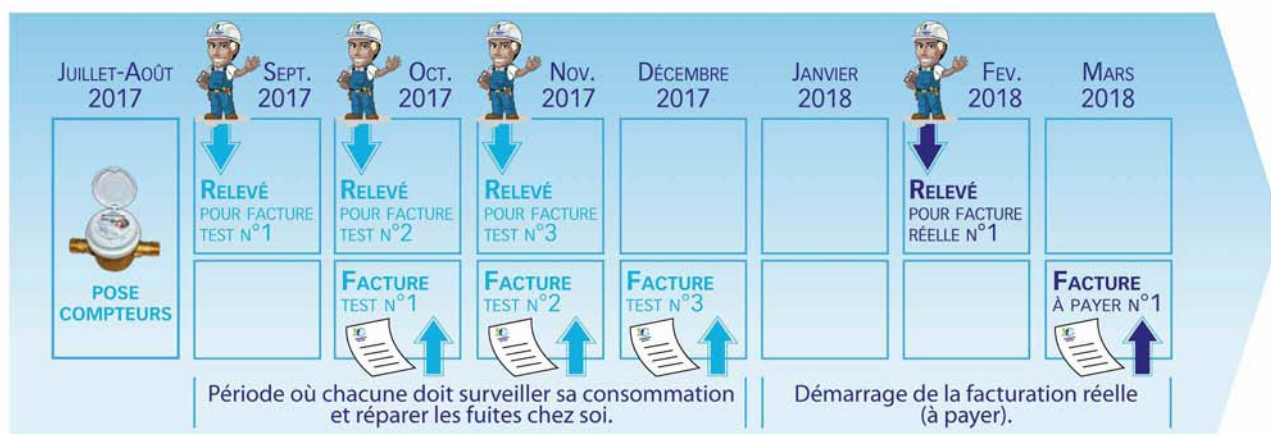 JUILLET-AOÛT
2017
SEPT.
2017
OCT.
2017
NOV.
2017
DÉCEMBRE
2017
JANVIER
2018
FEV.
2018
MARS
2018
POSE
COMPTEURS
RELEVÉ
POUR FACTURE
TEST N°1
RELEVÉ
POUR FACTURE
TEST N°2
RELEVÉ
POUR FACTURE
TEST N°3
RELEVÉ
POUR FACTURE
RÉELLE N°1
FACTURE
TEST N°1
FACTURE
TEST N°2
FACTURE
TEST N°3
FACTURE
À PAYER N°1
Période où chacune doit surveiller sa consommation
et réparer les fuites chez soi.
Démarrage de la facturation réelle
(à payer).